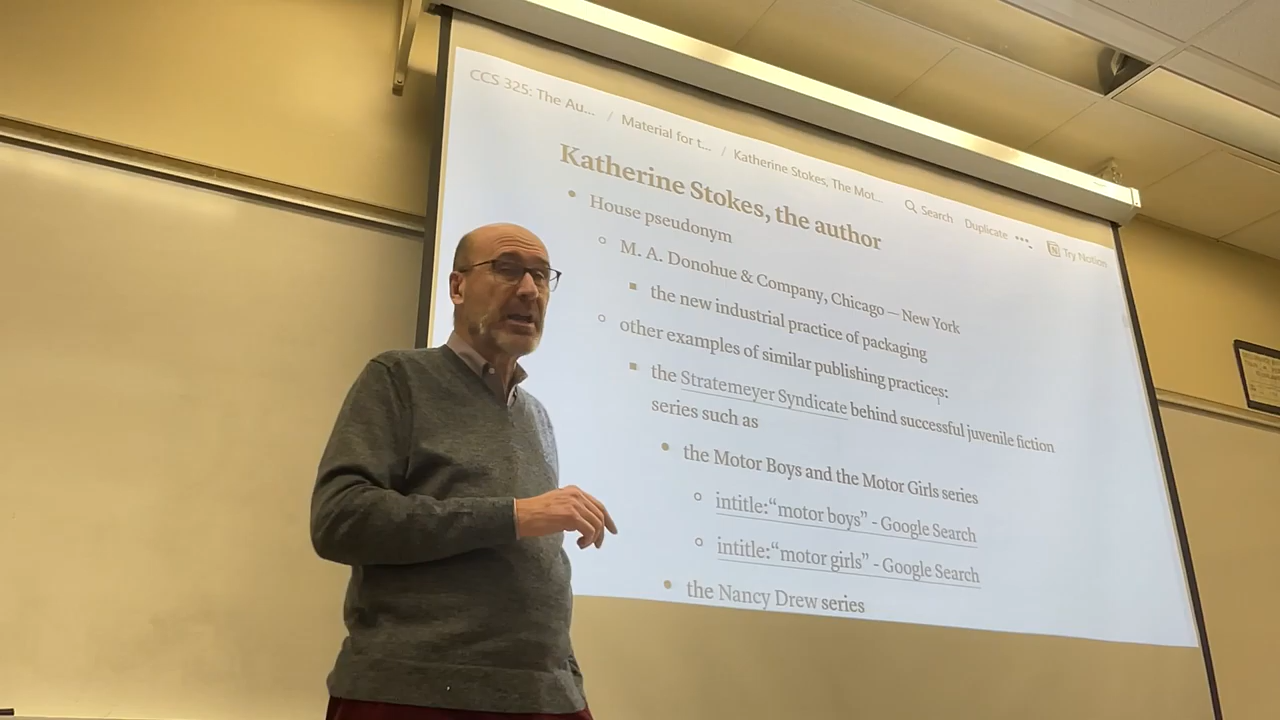 CCS 325: The Au... / Material for t... / Katherine Stokes, The Mot...
Search Duplicate ••• Try Notion
Katherine Stokes, the author
• House pseudonym
◦ M. A. Donohue & Company, Chicago — New York
▪ the new industrial practice of packaging
◦ other examples of similar publishing practices:
▪ the Stratemeyer Syndicate behind successful juvenile fiction
series such as
• the Motor Boys and the Motor Girls series
◦ intitle:“motor boys” - Google Search
◦ intitle:“motor girls” - Google Search
• the Nancy Drew series